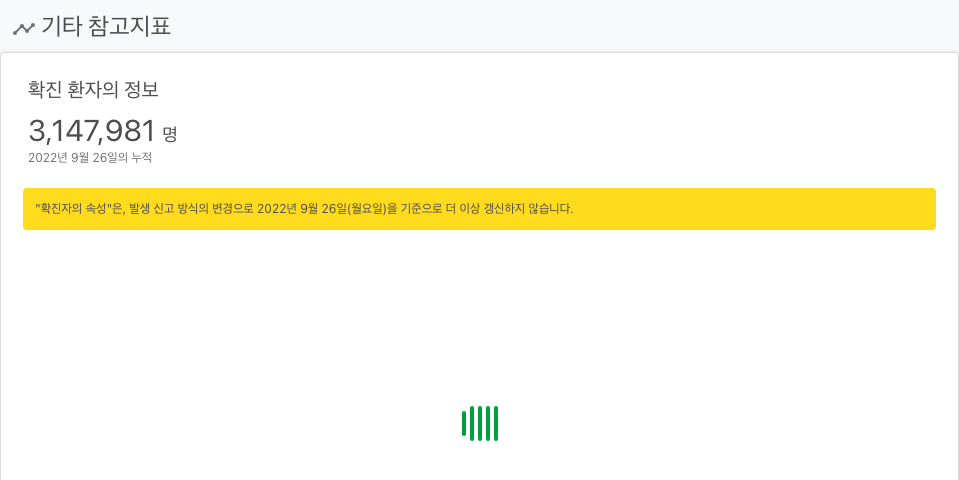 기타 참고지표
확진 환자의 정보
3,147,981 명
2022년 9월 26일의 누적
"확진자의 속성"은, 발생 신고 방식의 변경으로 2022년 9월 26일(월요일)을 기준으로 더 이상 갱신하지 않습니다.